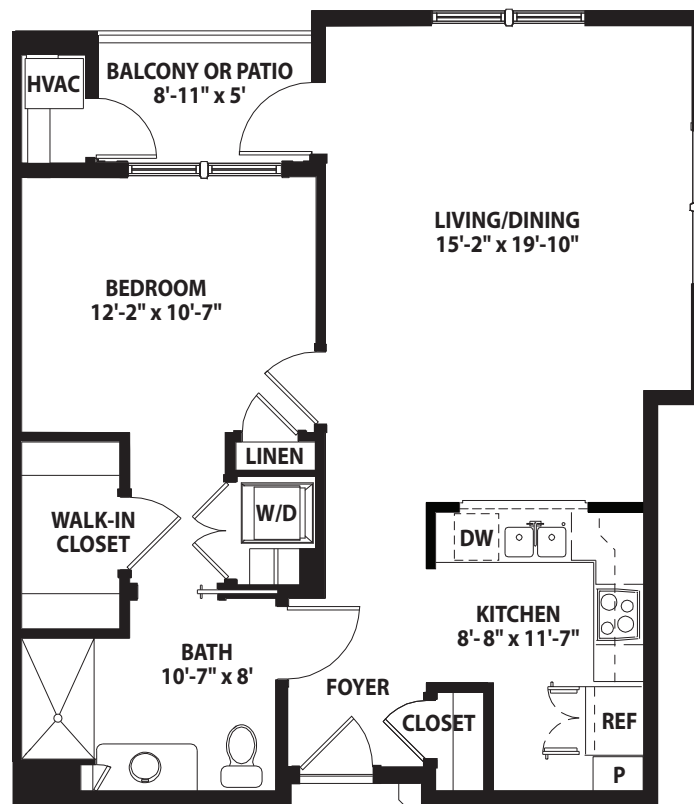 HVAC
BALCONY OR PATIO
8'-11" x 5'
LIVING/DINING
15'-2" x 19'-10"
BEDROOM
12'-2" x 10'-7"
LINEN
W/D
WALK-IN
CLOSET
DW
KITCHEN
8'- 8" x 11'-7"
BATH
10'-7" x 8'
FOYER
CLOSET
REF
P